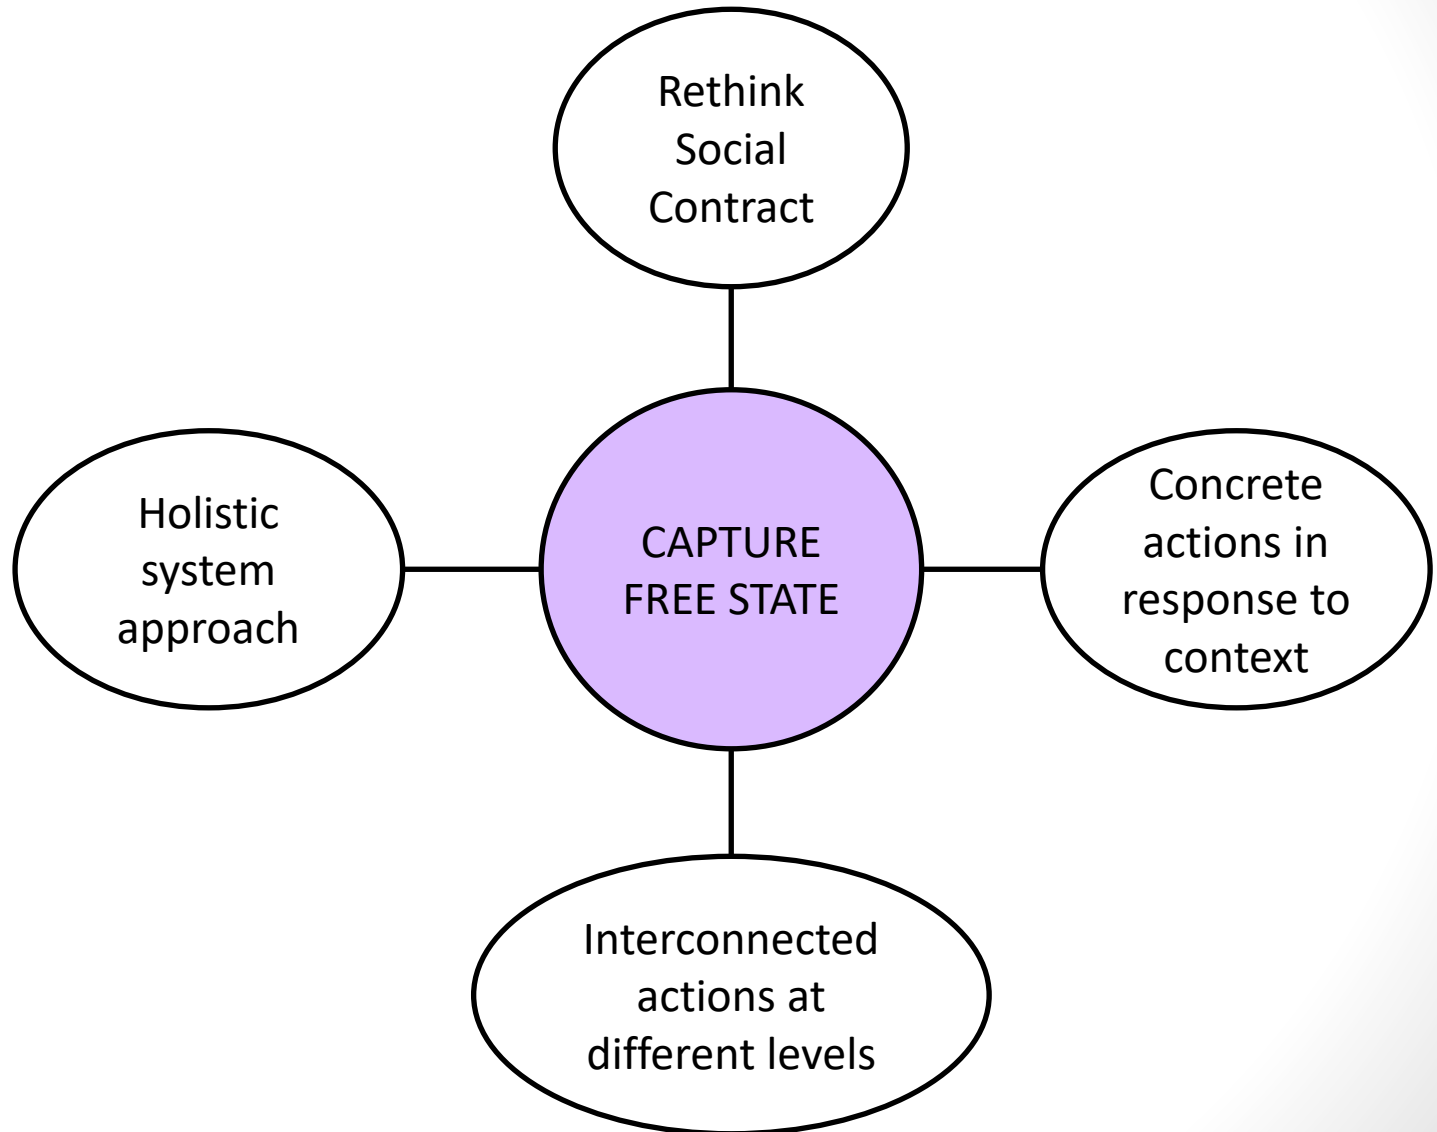 Rethink
Social
Contract
Holistic
system
approach
CAPTURE
FREE STATE
Concrete
actions in
response to
context
Interconnected
actions at
different levels